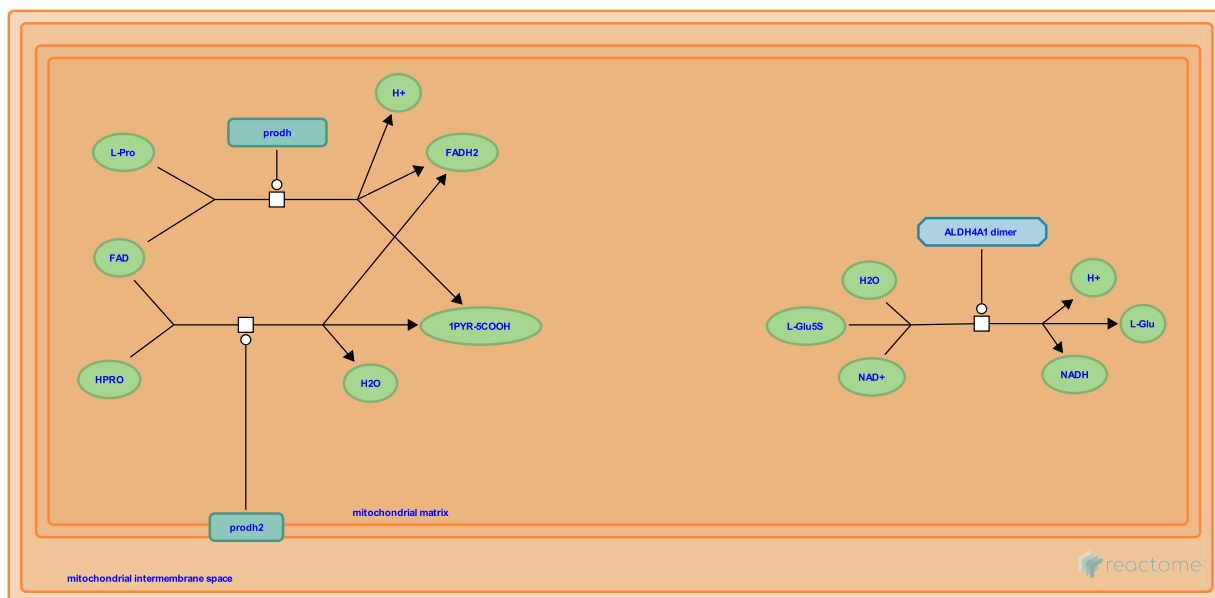 H+
prodh
L-Pro
FADH2
FAD
ALDH4A1 dimer
H2O
H+
L-Glu5S
L-Glu
1PYR-5COOH
NAD+
NADH
HPRO
H2O
mitochondrial matrix
prodh2
mitochondrial intermembrane space
reactome